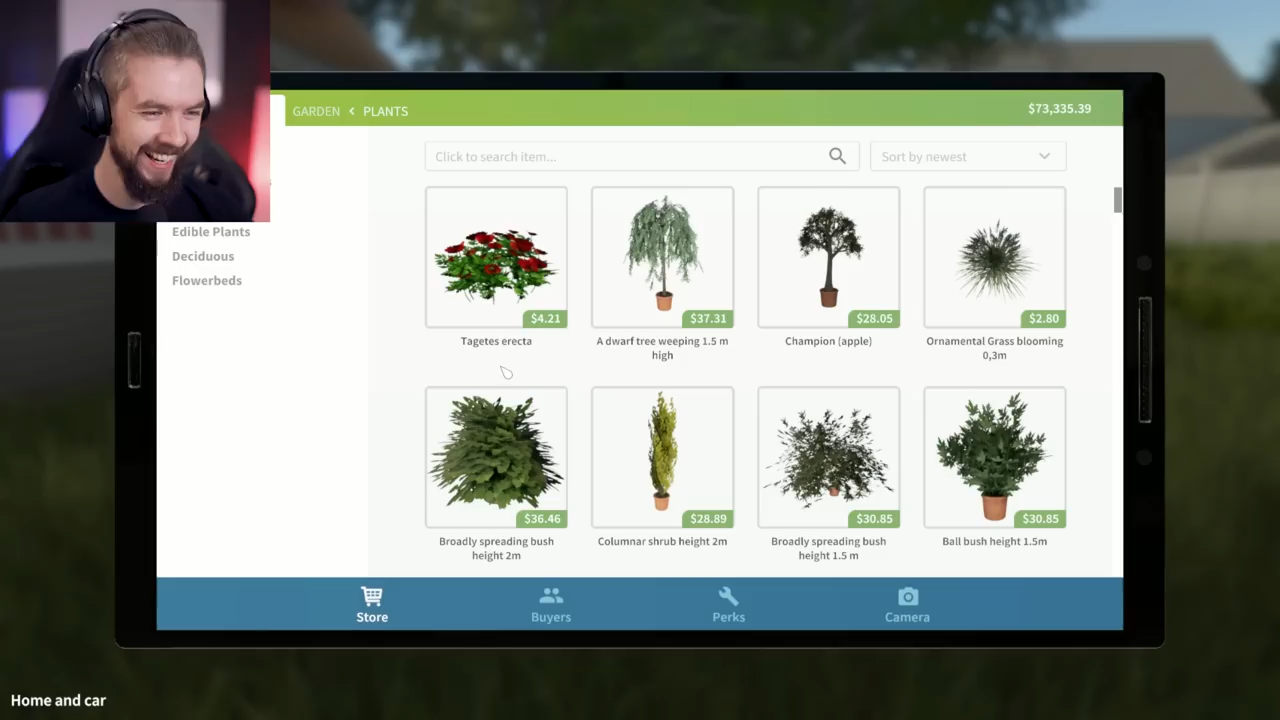 GARDEN < PLANTS
$73,335.39
Click to search item...
Sort by newest
Edible Plants
Deciduous
Flowerbeds
$4.21
$37.31
$28.05
$2.80
Tagetes erecta
A dwarf tree weeping 1.5 m
high
Champion (apple)
Ornamental Grass blooming
0,3m
$36.46
$28.89
$30.85
$30.85
Broadly spreading bush
height 2m
Columnar shrub height 2m
Broadly spreading bush
height 1.5 m
Ball bush height 1.5m
Store
Buyers
Perks
Camera
Home and car